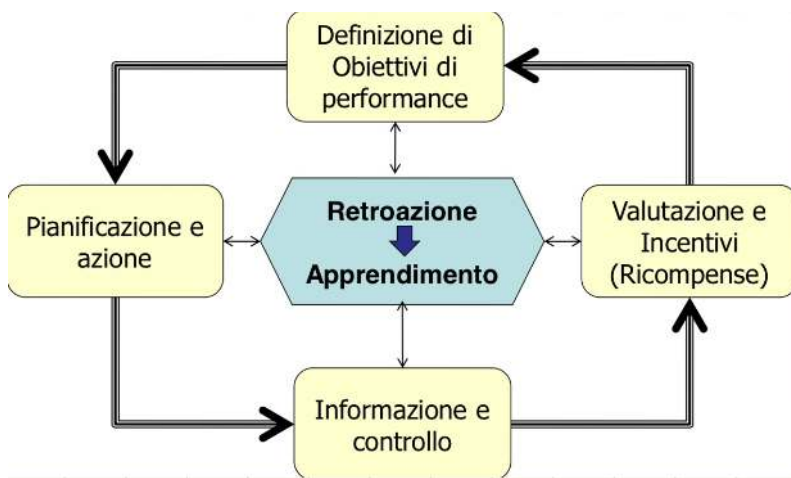 Definizione di
Obiettivi di
performance
Pianificazione e
azione
Retroazione
Apprendimento
Valutazione e
Incentivi
(Ricompense)
Informazione e
controllo